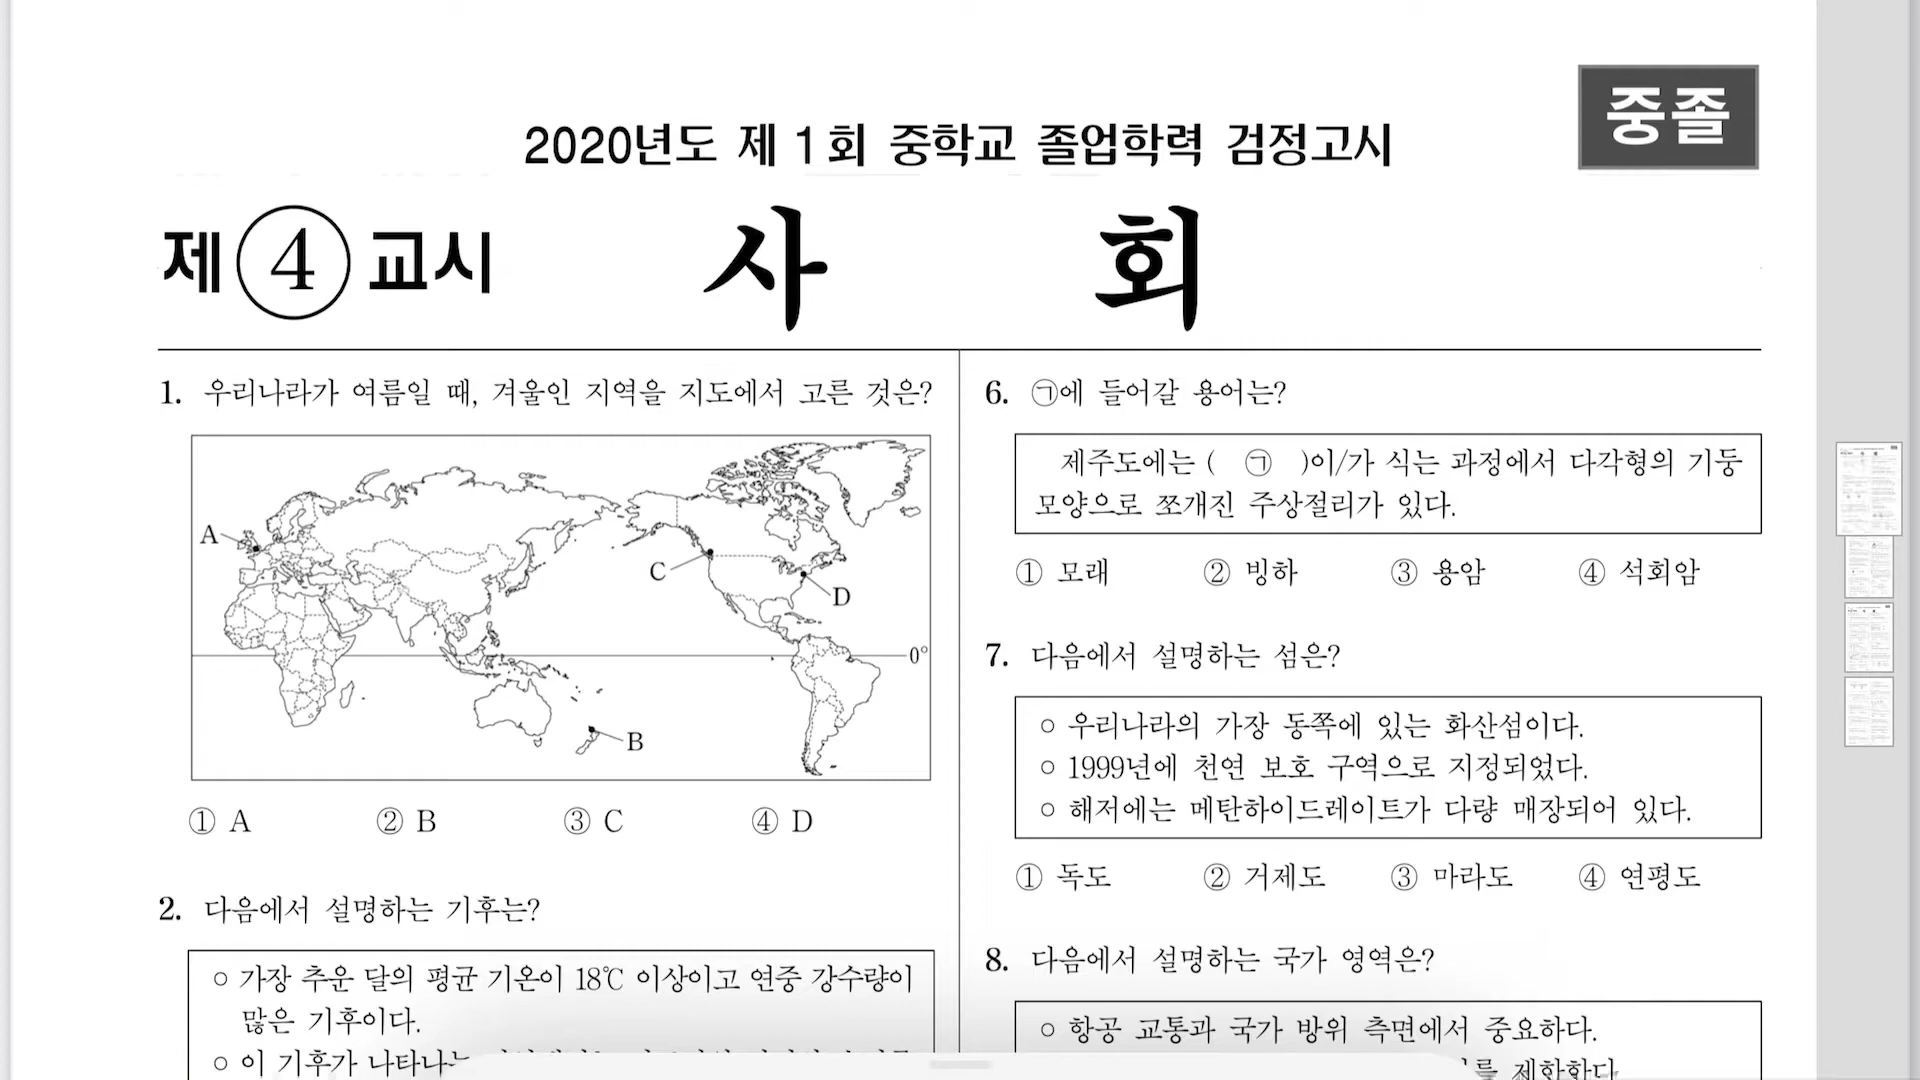 중졸
2020년도 제 1 회 중학교 졸업학력 검정고시
제 ④ 교시 사 회
1. 우리나라가 여름일 때, 겨울인 지역을 지도에서 고른 것은?
A
C
D
0°
B
① A ② B ③ C ④ D
2. 다음에서 설명하는 기후는?
○ 가장 추운 달의 평균 기온이 18℃ 이상이고 연중 강수량이
많은 기후이다.
○ 이 기후가 나타나는
6. ㉠에 들어갈 용어는?
제주도에는 ( ㉠ )이/가 식는 과정에서 다각형의 기둥
모양으로 쪼개진 주상절리가 있다.
① 모래 ② 빙하 ③ 용암 ④ 석회암
7. 다음에서 설명하는 섬은?
○ 우리나라의 가장 동쪽에 있는 화산섬이다.
○ 1999년에 천연 보호 구역으로 지정되었다.
○ 해저에는 메탄하이드레이트가 다량 매장되어 있다.
① 독도 ② 거제도 ③ 마라도 ④ 연평도
8. 다음에서 설명하는 국가 영역은?
○ 항공 교통과 국가 방위 측면에서 중요하다.
를 제한한다